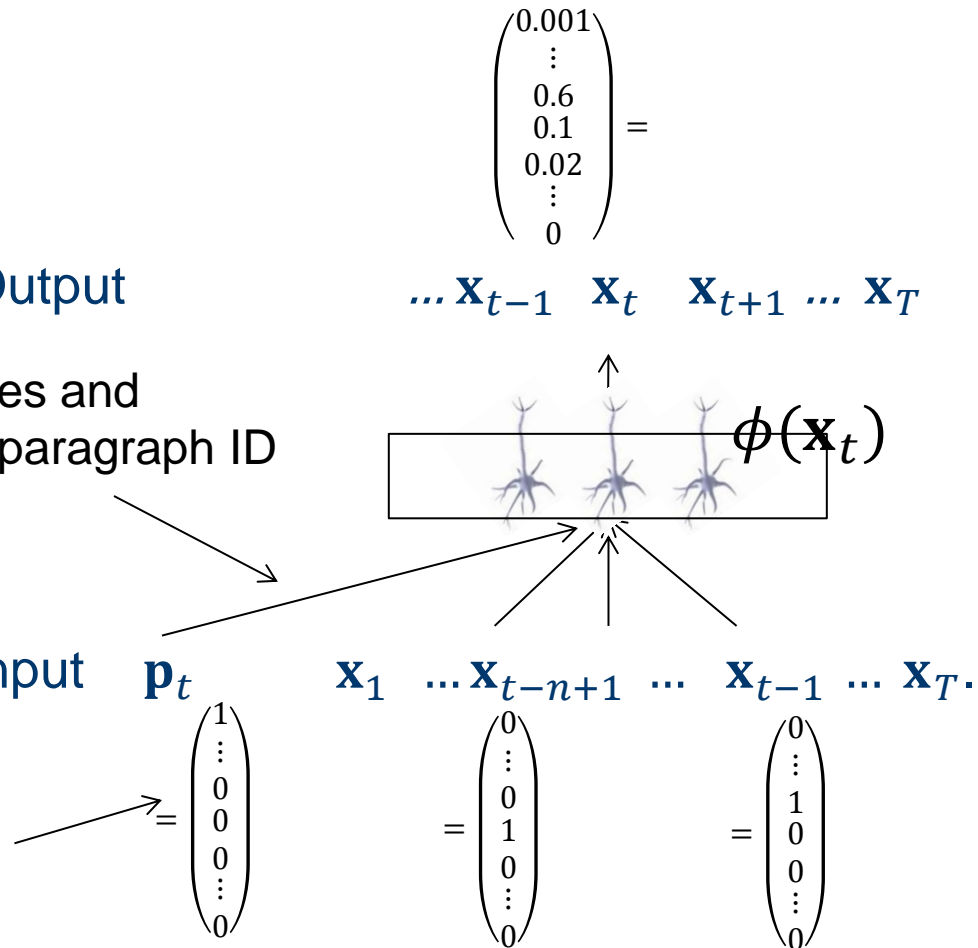 0.001
⋮
0.6
0.1 =
0.02
⋮
0
Output ... 𝐱_{t−1} 𝐱_t 𝐱_{t+1} ... 𝐱_T
es and
paragraph ID
𝜙(𝐱_t)
nput 𝐩_t 𝐱_1 ... 𝐱_{t−n+1} ... 𝐱_{t−1} ... 𝐱_T.
1 0 0
⋮ ⋮ ⋮
0 0 1
= 0 = 1 = 0
0 0 0
⋮ ⋮ ⋮
0 0 0